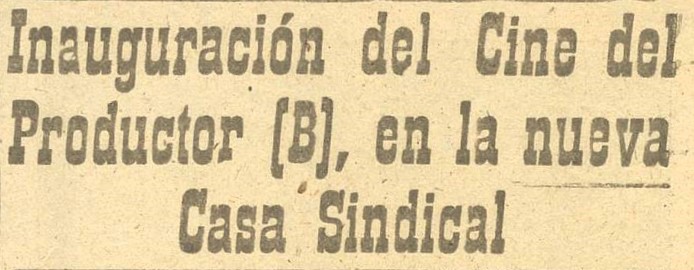 Inauguración del Cine del
Productor (B), en la nueva
Casa Sindical